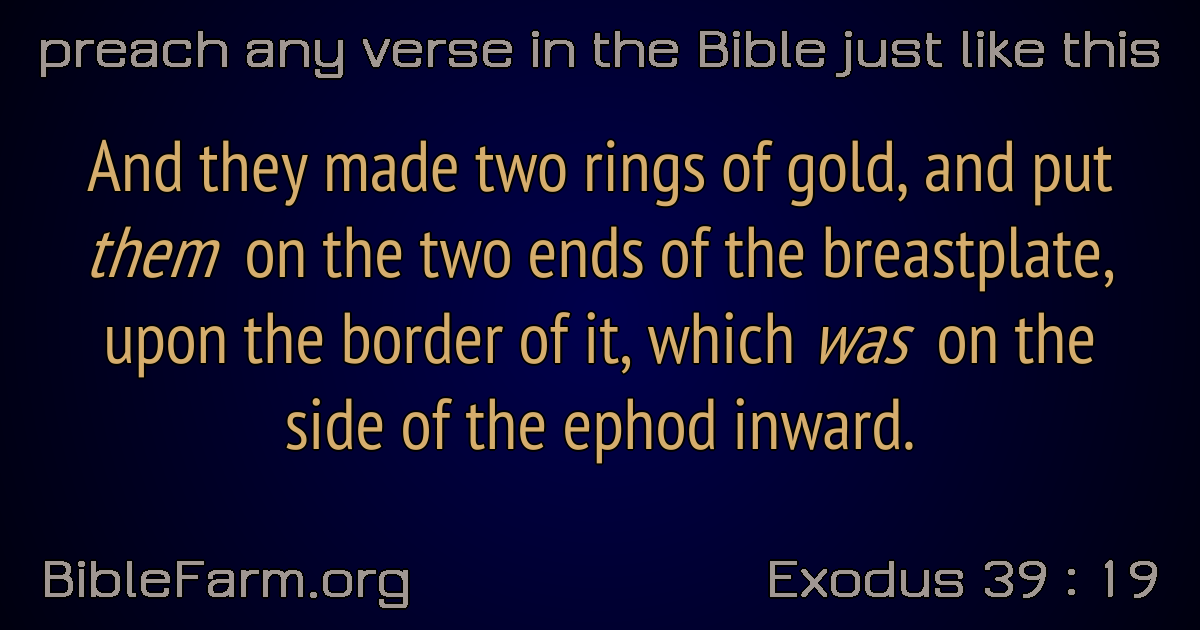 preach any verse in the Bible just like this
And they made two rings of gold, and put
them on the two ends of the breastplate,
upon the border of it, which was on the
side of the ephod inward.
BibleFarm.org
Exodus 39 : 19